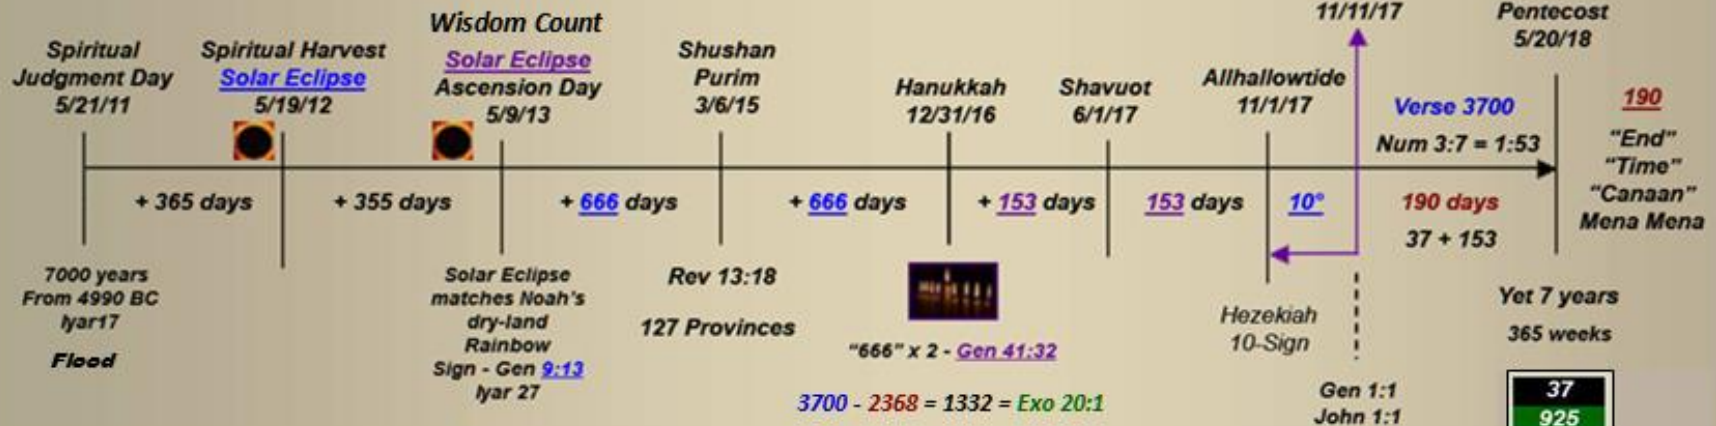 Wisdom Count
Spiritual
Judgment Day
5/21/11
Spiritual Harvest
Solar Eclipse
5/19/12
Solar Eclipse
Ascension Day
5/9/13
Shushan
Purim
3/6/15
Hanukkah
12/31/16
Shavuot
6/1/17
Allhallowtide
11/1/17
11/11/17
Pentecost
5/20/18
Verse 3700
Num 3:7 = 1:53
190
"End"
"Time"
"Canaan"
Mena Mena
+ 365 days
+ 355 days
+ 666 days
+ 666 days
+ 153 days
153 days
10°
190 days
37 + 153
7000 years
From 4990 BC
Iyar17
Flood
Solar Eclipse
matches Noah's
dry-land
Rainbow
Sign - Gen 9:13
Iyar 27
Rev 13:18
127 Provinces
"666" x 2 - Gen 41:32
3700 - 2368 = 1332 = Exo 20:1
Hezekiah
10-Sign
Gen 1:1
John 1:1
Yet 7 years
365 weeks
37
925